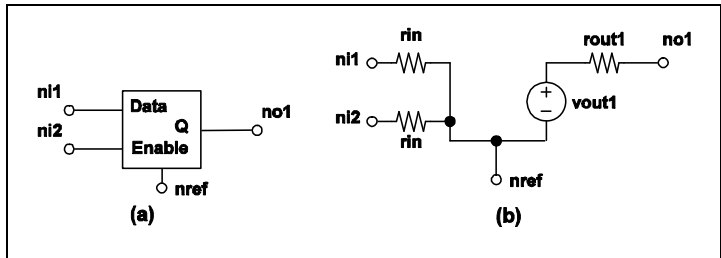 ni1
ni2
Data
Q
Enable
no1
nref
(a)
rin
ni1
ni2
rin
rout1
no1
+
−
vout1
nref
(b)